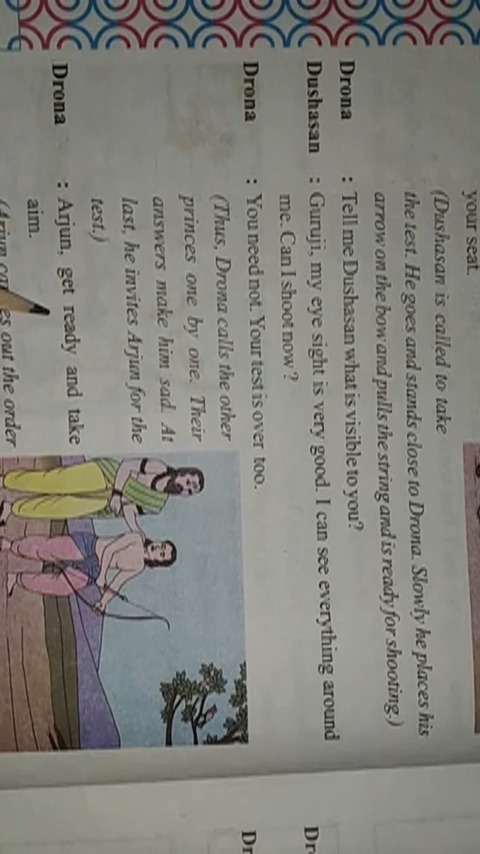 your seat.
(Dushasan is called to take
the test. He goes and stands close to Drona. Slowly he places his
arrow on the bow and pulls the string and is ready for shooting.)
Drona : Tell me Dushasan what is visible to you?
Dushasan : Guruji, my eye sight is very good. I can see everything around
me. Can I shoot now?
Drona : You need not. Your test is over too.
(Thus, Drona calls the other
princes one by one. Their
answers make him sad. At
last, he invites Arjun for the
test.)
Drona : Arjun, get ready and take
aim.
(Arjun out the order
Dr
Dr